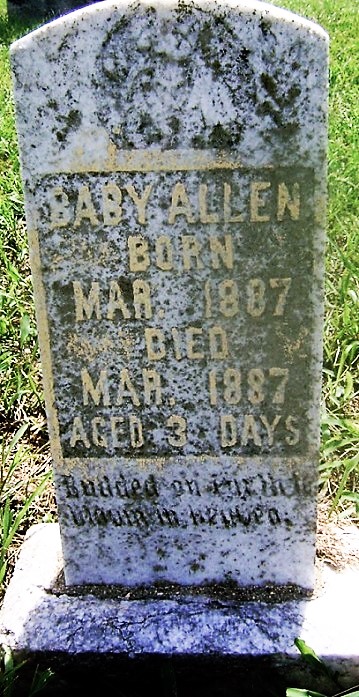 BABY ALLEN
BORN
MAR. 1887
DIED
MAR. 1887
AGED 3 DAYS
Budded on earth to
bloom in heaven.